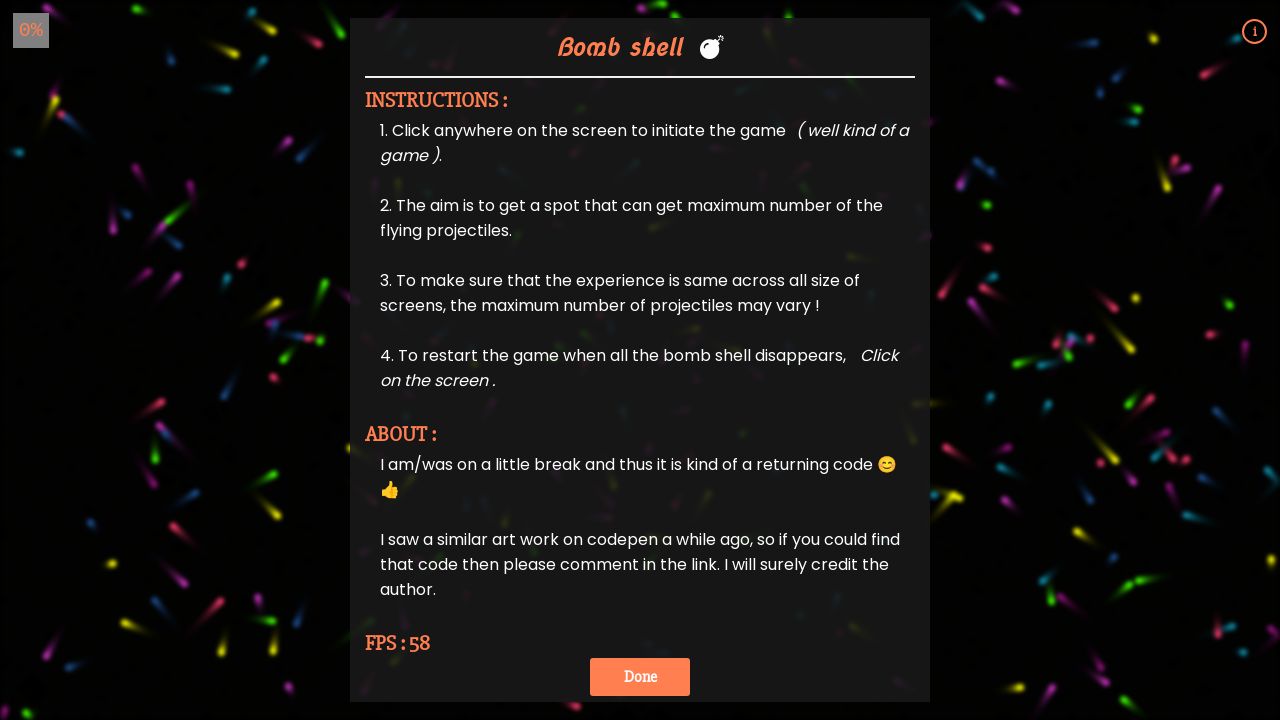 0%
i
Bomb shell 💣
INSTRUCTIONS :
1. Click anywhere on the screen to initiate the game ( well kind of a
game ).
2. The aim is to get a spot that can get maximum number of the
flying projectiles.
3. To make sure that the experience is same across all size of
screens, the maximum number of projectiles may vary !
4. To restart the game when all the bomb shell disappears, Click
on the screen .
ABOUT :
I am/was on a little break and thus it is kind of a returning code 😊
👍
I saw a similar art work on codepen a while ago, so if you could find
that code then please comment in the link. I will surely credit the
author.
FPS : 58
Done